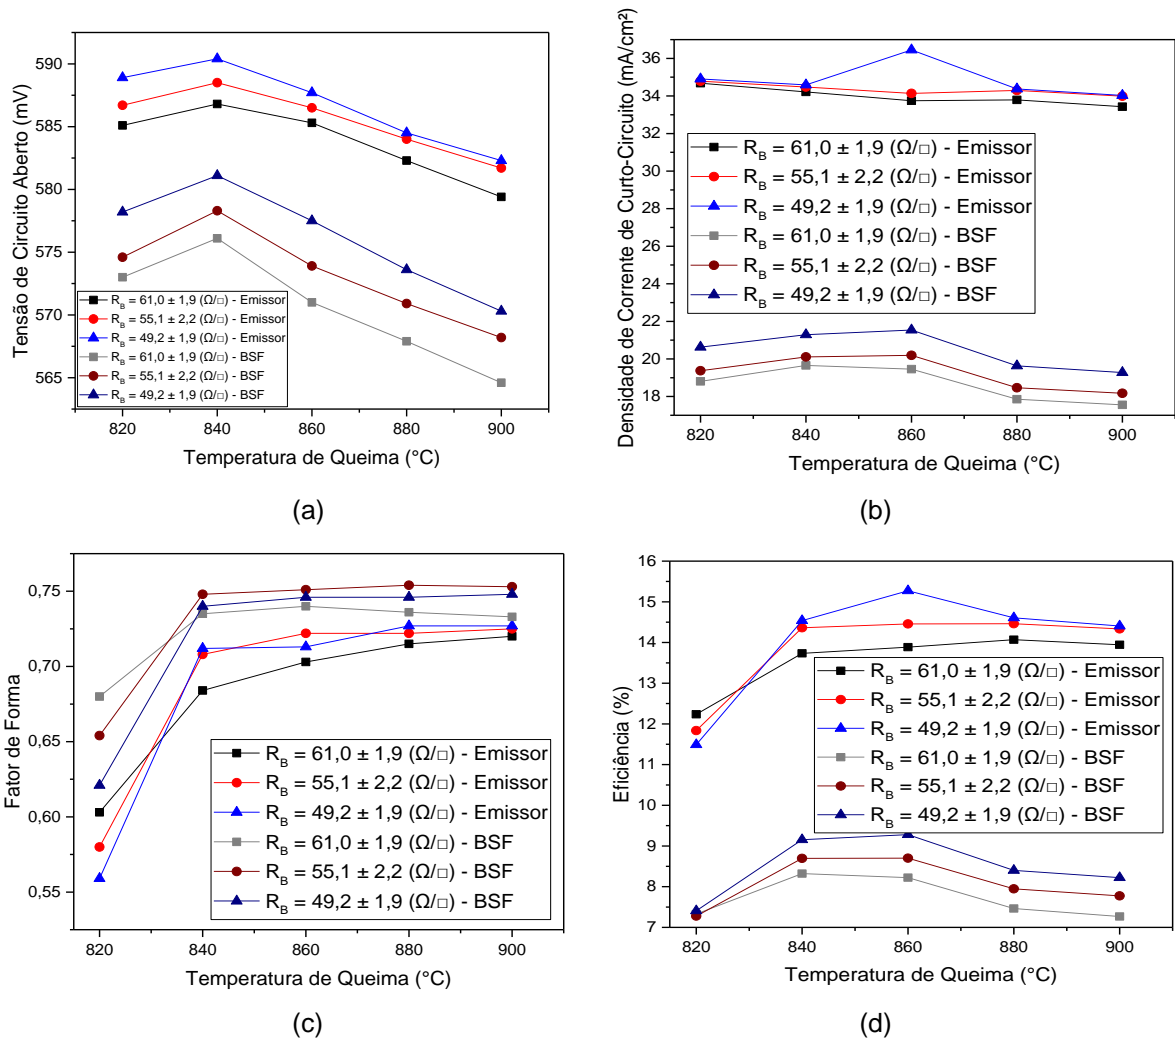 Tensão de Circuito Aberto (mV)
590
585
580
575
570
565
R_B = 61,0 ± 1,9 (Ω/□) - Emissor
R_B = 55,1 ± 2,2 (Ω/□) - Emissor
R_B = 49,2 ± 1,9 (Ω/□) - Emissor
R_B = 61,0 ± 1,9 (Ω/□) - BSF
R_B = 55,1 ± 2,2 (Ω/□) - BSF
R_B = 49,2 ± 1,9 (Ω/□) - BSF
820 840 860 880 900
Temperatura de Queima (°C)
(a)
Densidade de Corrente de Curto-Circuito (mA/cm²)
36
34
32
30
28
26
24
22
20
18
R_B = 61,0 ± 1,9 (Ω/□) - Emissor
R_B = 55,1 ± 2,2 (Ω/□) - Emissor
R_B = 49,2 ± 1,9 (Ω/□) - Emissor
R_B = 61,0 ± 1,9 (Ω/□) - BSF
R_B = 55,1 ± 2,2 (Ω/□) - BSF
R_B = 49,2 ± 1,9 (Ω/□) - BSF
820 840 860 880 900
Temperatura de Queima (°C)
(b)
Fator de Forma
0,75
0,70
0,65
0,60
0,55
R_B = 61,0 ± 1,9 (Ω/□) - Emissor
R_B = 55,1 ± 2,2 (Ω/□) - Emissor
R_B = 49,2 ± 1,9 (Ω/□) - Emissor
R_B = 61,0 ± 1,9 (Ω/□) - BSF
R_B = 55,1 ± 2,2 (Ω/□) - BSF
R_B = 49,2 ± 1,9 (Ω/□) - BSF
820 840 860 880 900
Temperatura de Queima (°C)
(c)
Eficiência (%)
16
15
14
13
12
11
10
9
8
7
R_B = 61,0 ± 1,9 (Ω/□) - Emissor
R_B = 55,1 ± 2,2 (Ω/□) - Emissor
R_B = 49,2 ± 1,9 (Ω/□) - Emissor
R_B = 61,0 ± 1,9 (Ω/□) - BSF
R_B = 55,1 ± 2,2 (Ω/□) - BSF
R_B = 49,2 ± 1,9 (Ω/□) - BSF
820 840 860 880 900
Temperatura de Queima (°C)
(d)